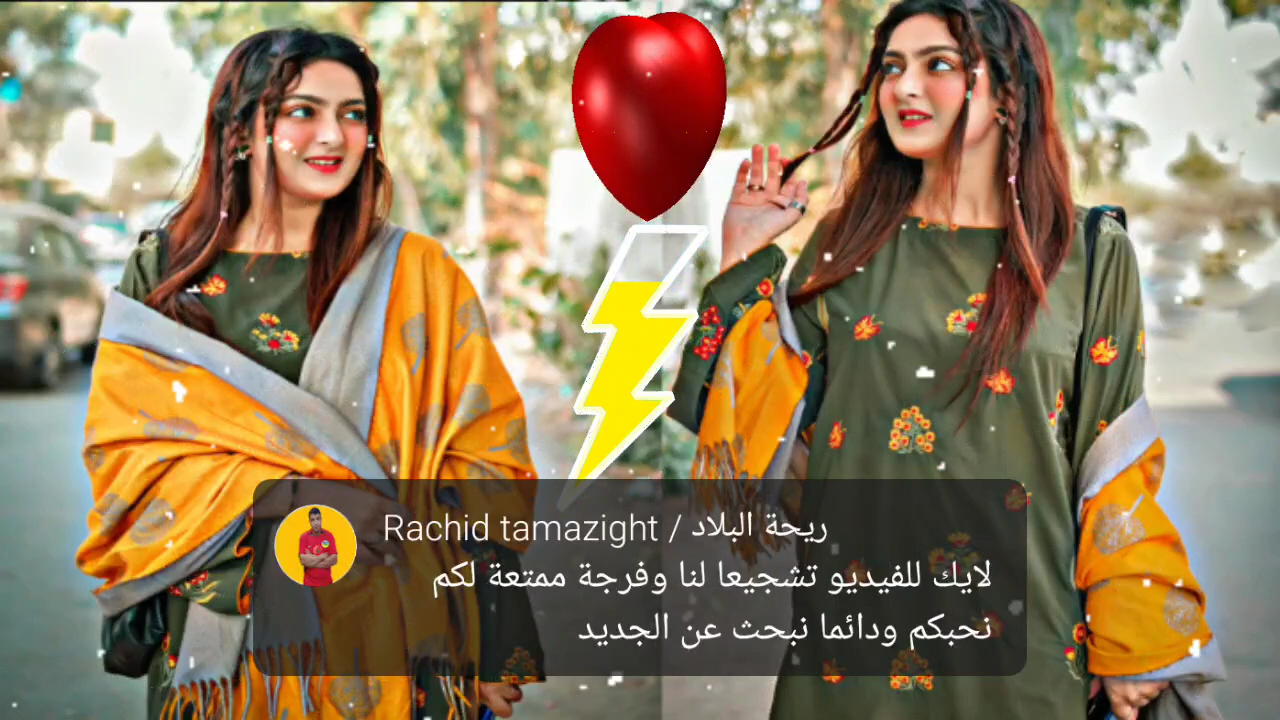 Rachid tamazight / ريحة البلاد
لايك للفيديو تشجيعا لنا وفرجة ممتعة لكم
نحبكم ودائما نبحث عن الجديد